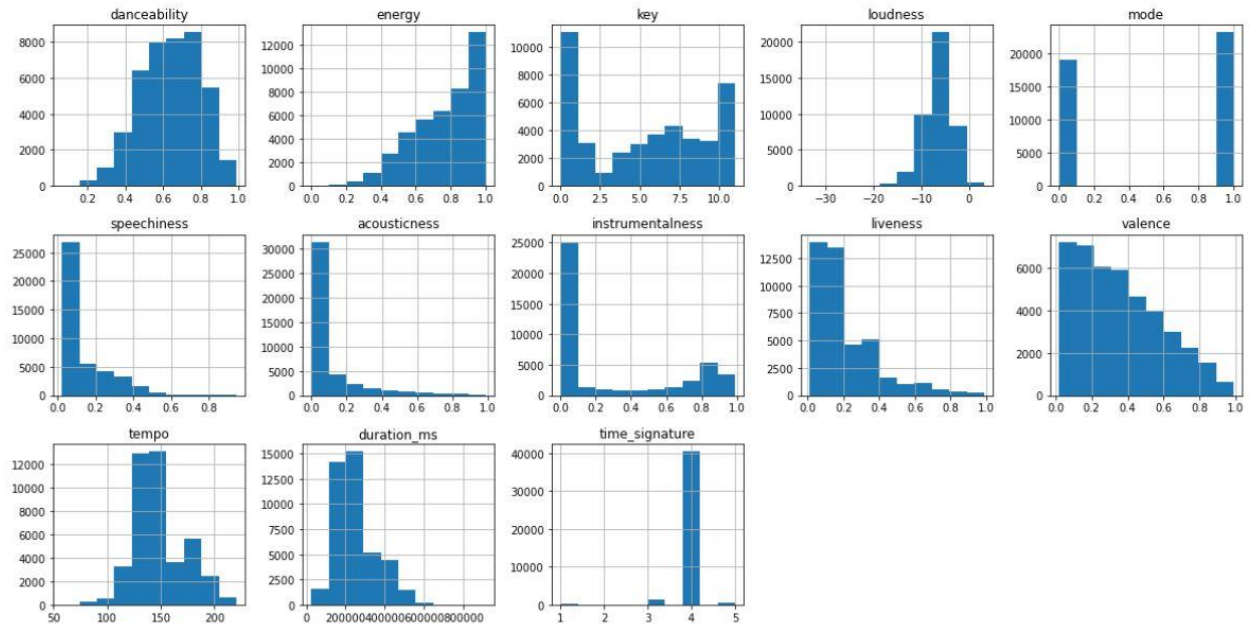 danceability
8000
6000
4000
2000
0
0.2 0.4 0.6 0.8 1.0
energy
12000
10000
8000
6000
4000
2000
0
0.0 0.2 0.4 0.6 0.8 1.0
key
10000
8000
6000
4000
2000
0
0.0 2.5 5.0 7.5 10.0
loudness
20000
15000
10000
5000
0
−30 −20 −10 0
mode
20000
15000
10000
5000
0
0.0 0.2 0.4 0.6 0.8 1.0
speechiness
25000
20000
15000
10000
5000
0
0.0 0.2 0.4 0.6 0.8
acousticness
30000
25000
20000
15000
10000
5000
0
0.0 0.2 0.4 0.6 0.8 1.0
instrumentalness
25000
20000
15000
10000
5000
0
0.0 0.2 0.4 0.6 0.8 1.0
liveness
12500
10000
7500
5000
2500
0
0.0 0.2 0.4 0.6 0.8 1.0
valence
6000
4000
2000
0
0.0 0.2 0.4 0.6 0.8 1.0
tempo
12000
10000
8000
6000
4000
2000
0
50 100 150 200
duration_ms
15000
12500
10000
7500
5000
2500
0
0 200000 400000 600000 800000
time_signature
40000
30000
20000
10000
0
1 2 3 4 5